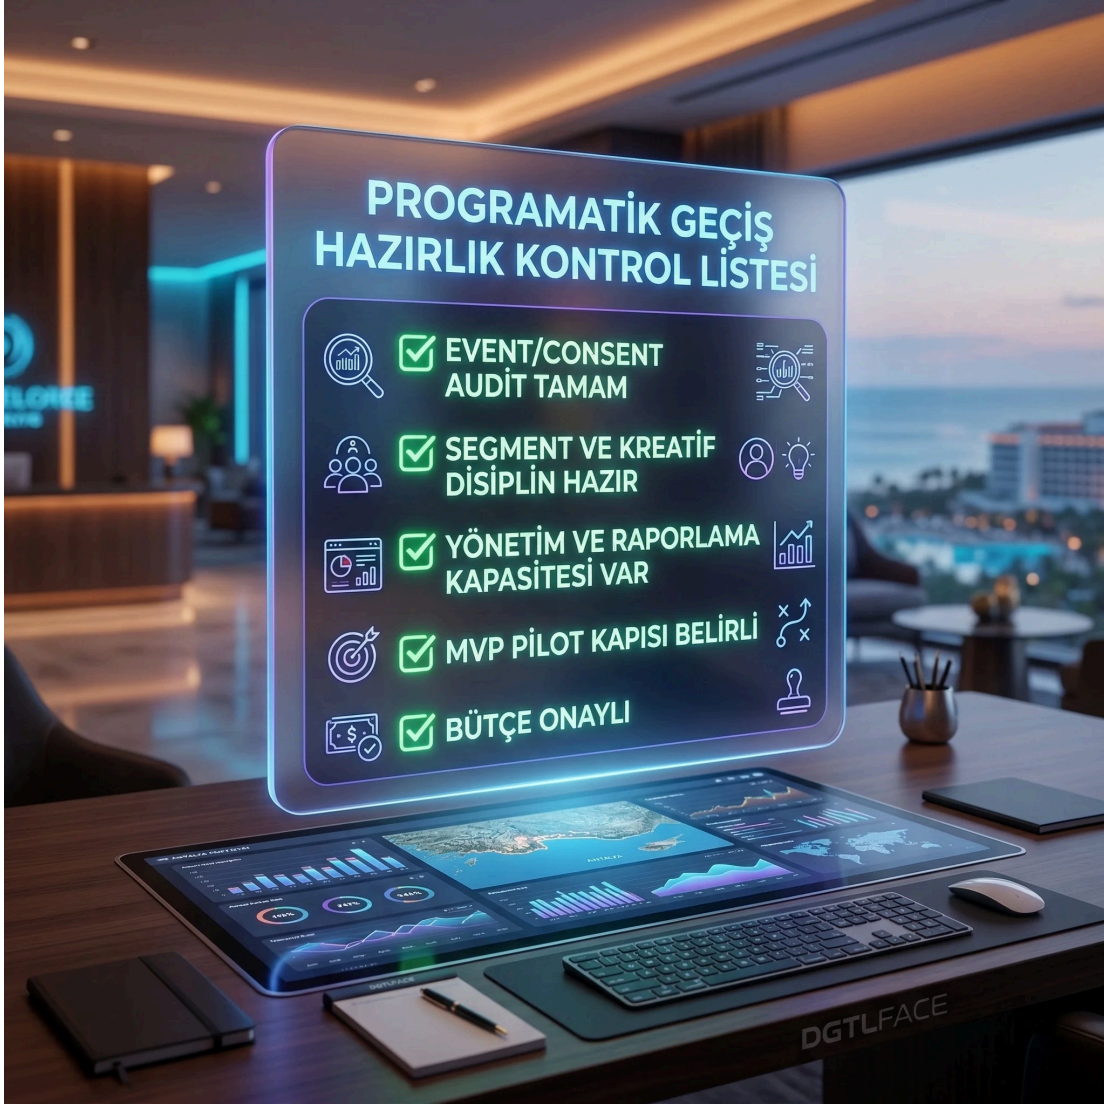 PROGRAMATİK GEÇİŞ
HAZIRLIK KONTROL LİSTESİ
EVENT/CONSENT
AUDİT TAMAM
SEGMENT VE KREATİF
DİSİPLİN HAZIR
YÖNETİM VE RAPORLAMA
KAPASİTESİ VAR
MVP PİLOT KAPISI BELİRLİ
BÜTÇE ONAYLI
ANTALYA
DGTLFACE
DGTLFACE